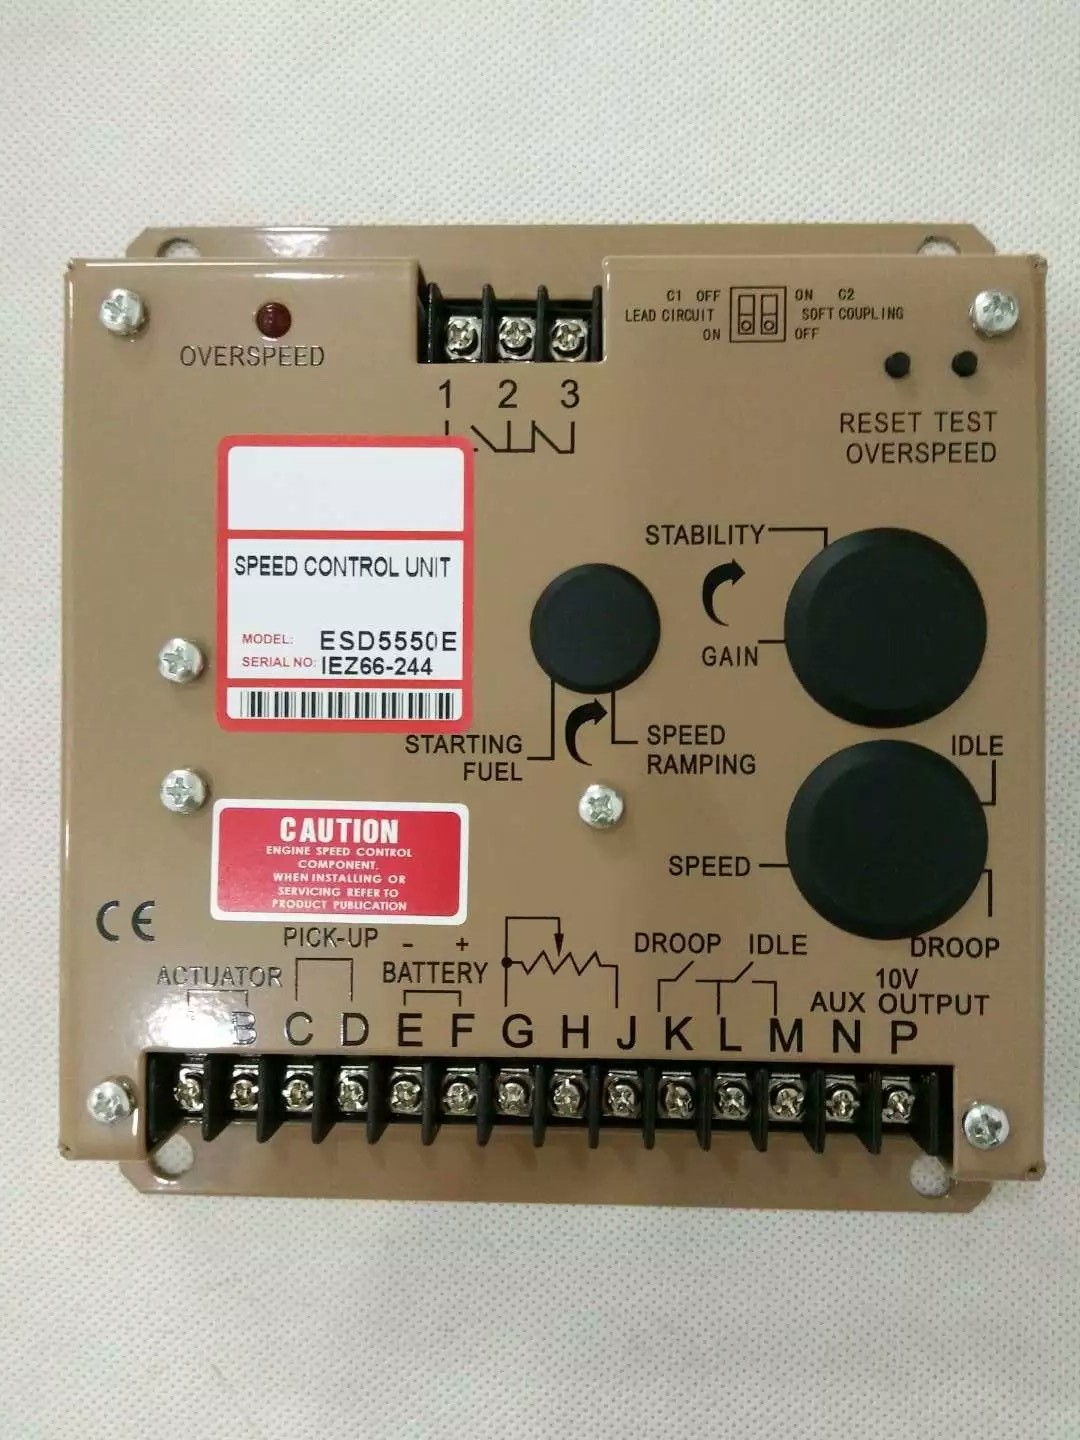 C1 OFF
ON C2
LEAD CIRCUIT
SOFT COUPLING
ON
OFF
OVERSPEED
1 2 3
RESET TEST
OVERSPEED
SPEED CONTROL UNIT
MODEL: ESD5550E
SERIAL NO: IEZ66-244
STABILITY
GAIN
STARTING
FUEL
SPEED
RAMPING
IDLE
SPEED
DROOP
CAUTION
ENGINE SPEED CONTROL
COMPONENT.
WHEN INSTALLING OR
SERVICING REFER TO
PRODUCT PUBLICATION
CE
PICK-UP
- +
ACTUATOR
BATTERY
DROOP IDLE
10V
AUX OUTPUT
B C D E F G H J K L M N P